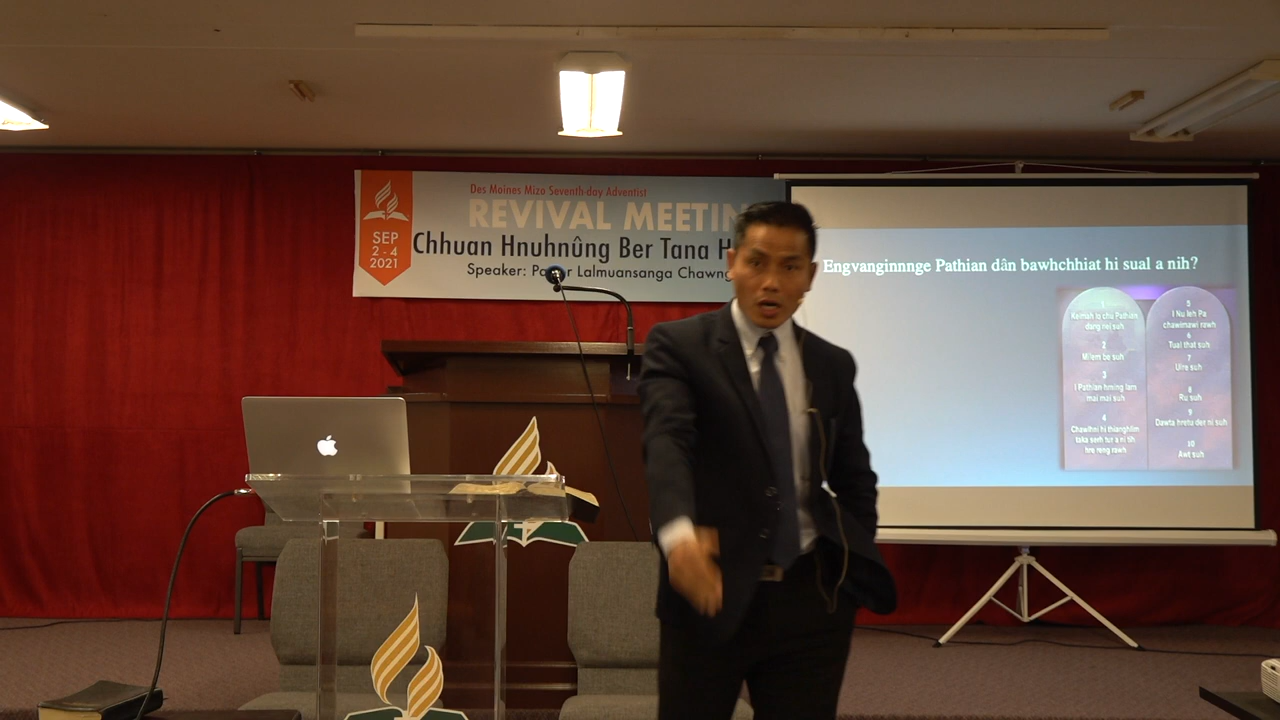 Des Moines Mizo Seventh-day Adventist
REVIVAL MEETIN
SEP
2 - 4
2021
Chhuan Hnuhnûng Ber Tana H
Speaker: Pastor Lalmuansanga Chawng
Engvanginnnge Pathian dân bawhchhiat hi sual a nih?
1
Keimah lo chu Pathian
dang nei suh
2
Milem be suh
3
I Pathian hming lam
mai mai suh
4
Chawlhni hi thianghlim
taka serh tur a ni tih
hre reng rawh
5
I Nu leh Pa
chawimawi rawh
6
Tual that suh
7
Uire suh
8
Ru suh
9
Dawta hretu der ni suh
10
Awt suh